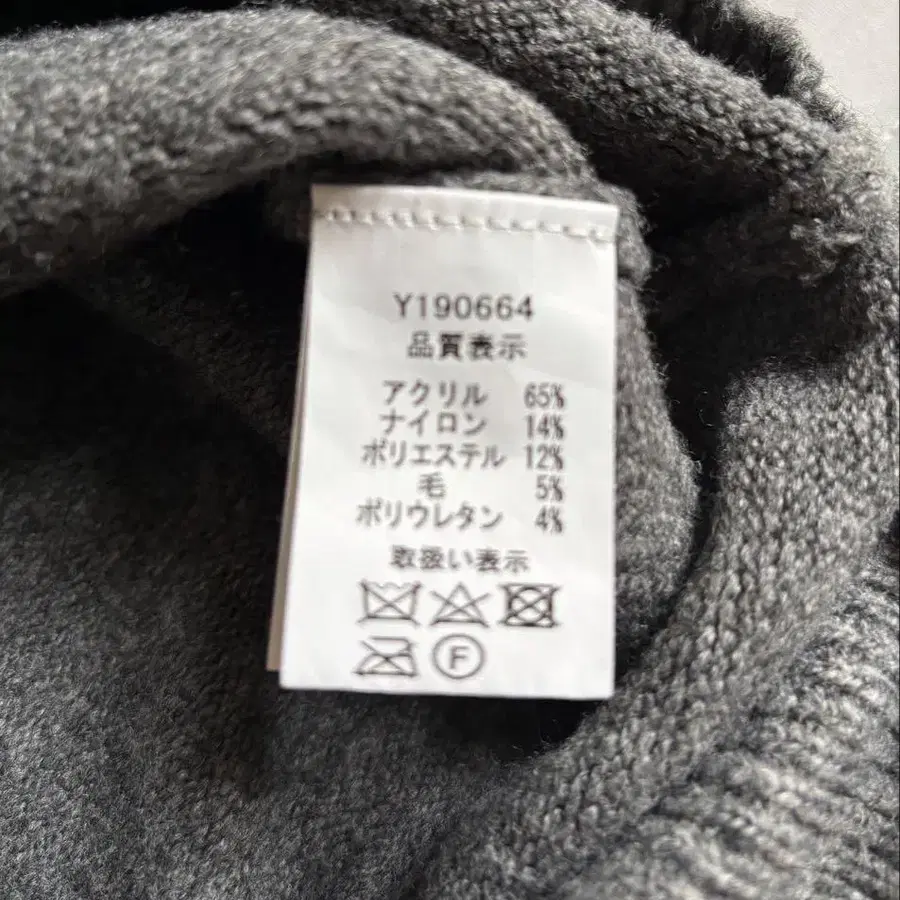 Y190664
品質表示
アクリル 65%
ナイロン 14%
ポリエステル 12%
毛 5%
ポリウレタン 4%
取扱い表示
F